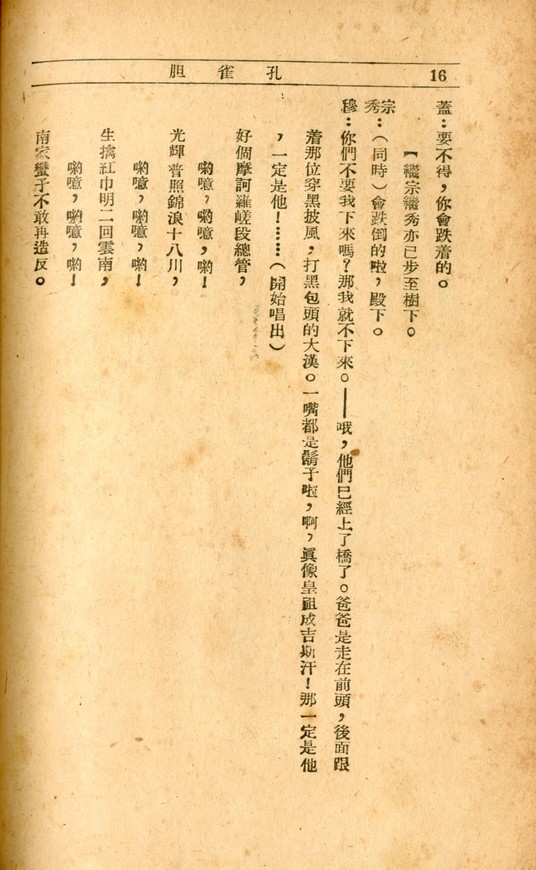 16
孔雀胆
蓋：要不得，你會跌着的。
【繼宗繼秀亦已步至樹下。
宗秀：（同時）會跌倒的啦，殿下。
穆：你們不要我下來嗎？那我就不下來。——哦，他們已經上了橋了。爸爸是走在前頭，後面跟
着那位穿黑披風，打黑包頭的大漢。一嘴都是鬍子啦，啊，眞像皇祖成吉斯汗！那一定是他
，一定是他！……（開始唱出）
好個摩訶羅嵯段總管，
喲噫，喲噫，喲！
光輝普照錦浪十八川，
喲噫，喲噫，喲！
生擒紅巾明二回雲南，
喲噫，喲噫，喲！
南家蠻子不敢再造反。